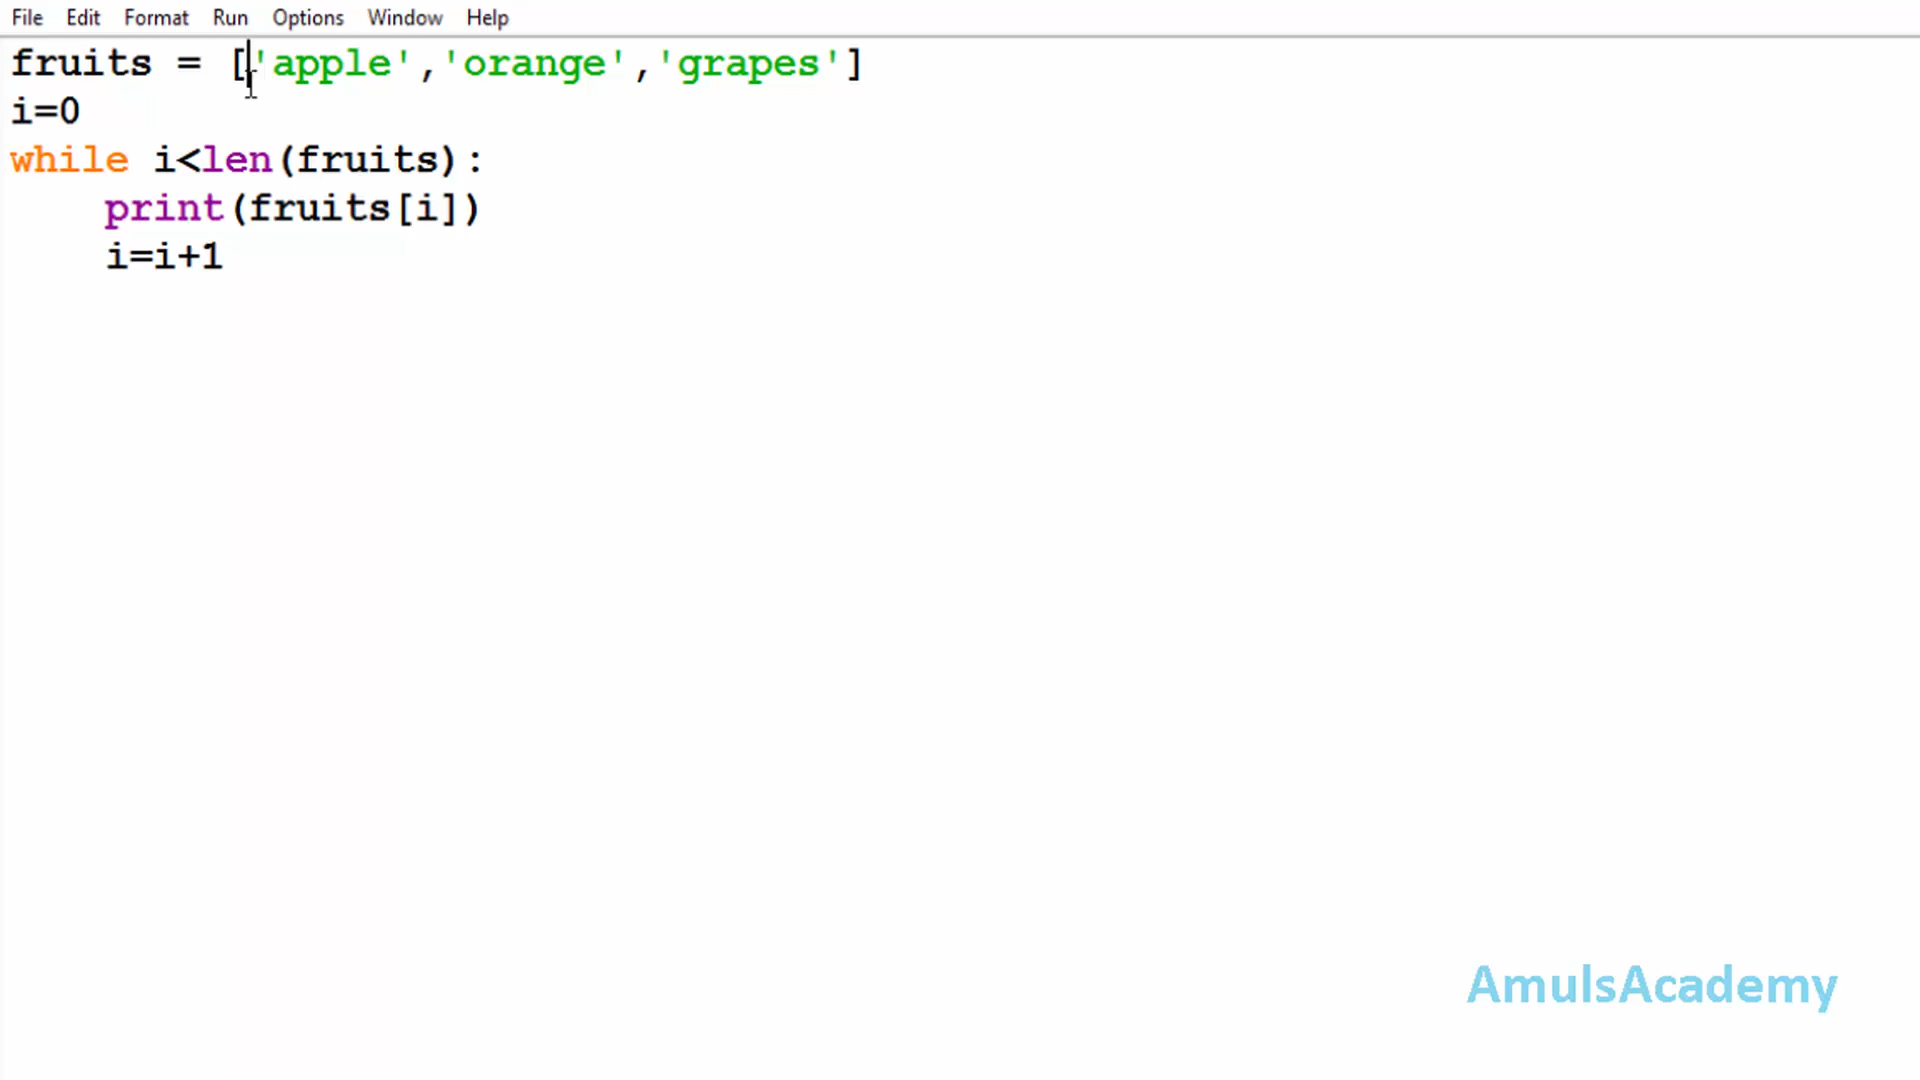 File Edit Format Run Options Window Help
fruits = ['apple','orange','grapes']
i=0
while i<len(fruits):
    print(fruits[i])
    i=i+1
AmulsAcademy